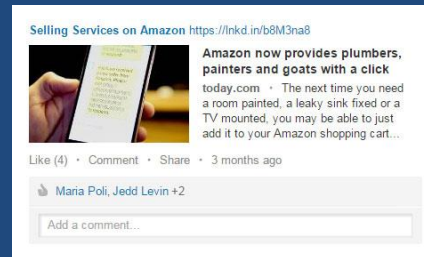 Selling Services on Amazon https://lnkd.in/b8M3na8
Amazon now provides plumbers,
painters and goats with a click
today.com · The next time you need
a room painted, a leaky sink fixed or a
TV mounted, you may be able to just
add it to your Amazon shopping cart...
Like (4) · Comment · Share · 3 months ago
Maria Poli, Jedd Levin +2
Add a comment...